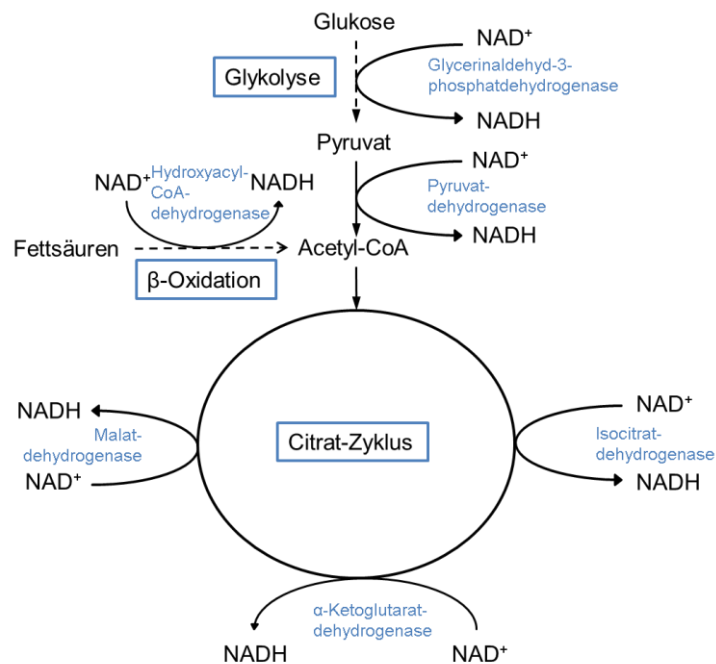 Glukose
NAD⁺
Glycerinaldehyd-3-
phosphatdehydrogenase
Glykolyse
NADH
Pyruvat
NAD⁺
Pyruvat-
dehydrogenase
NADH
NAD⁺
Hydroxyacyl-
CoA-
dehydrogenase
NADH
Fettsäuren
Acetyl-CoA
β-Oxidation
NADH
Malat-
dehydrogenase
NAD⁺
Citrat-Zyklus
NAD⁺
Isocitrat-
dehydrogenase
NADH
α-Ketoglutarat-
dehydrogenase
NADH
NAD⁺